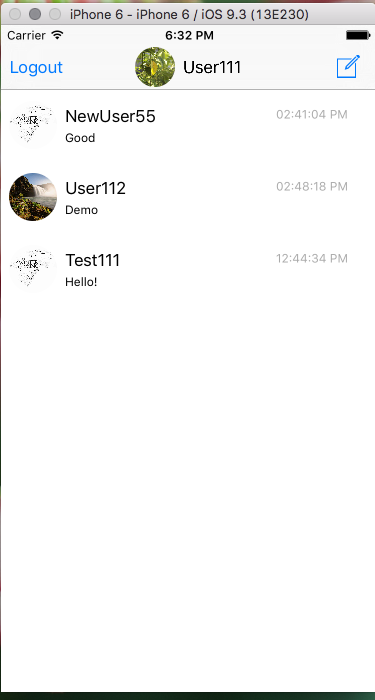 iPhone 6 - iPhone 6 / iOS 9.3 (13E230)
Carrier 6:32 PM
Logout User111
NewUser55 02:41:04 PM
Good
User112 02:48:18 PM
Demo
Test111 12:44:34 PM
Hello!